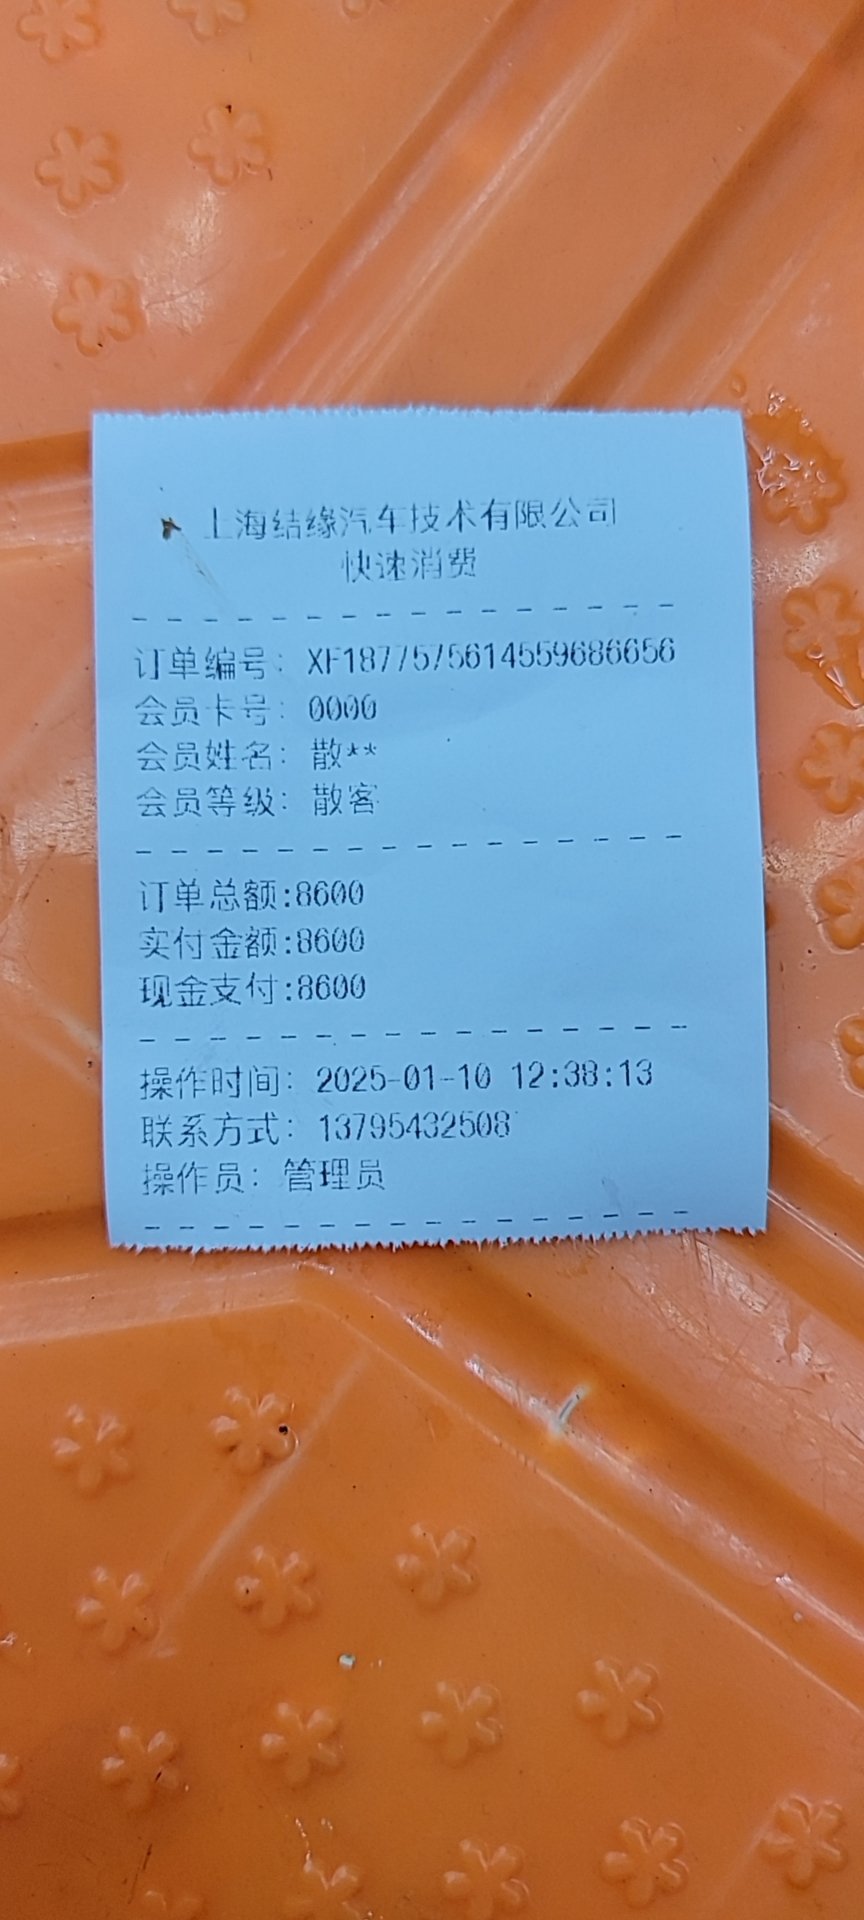 上海结缘汽车技术有限公司
快速消费
订单编号: XF1877575614559686656
会员卡号: 0000
会员姓名: 散**
会员等级: 散客
订单总额:8600
实付金额:8600
现金支付:8600
操作时间: 2025-01-10 12:38:13
联系方式: 13795432508
操作员: 管理员